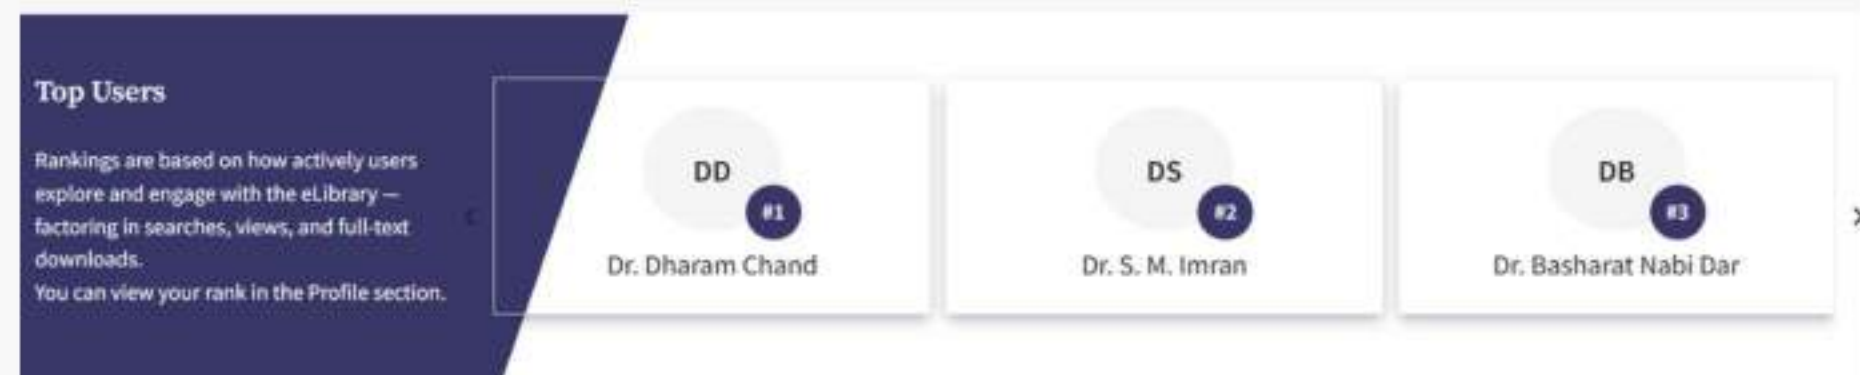 Top Users
Rankings are based on how actively users
explore and engage with the eLibrary —
factoring in searches, views, and full-text
downloads.
You can view your rank in the Profile section.
DD
#1
Dr. Dharam Chand
DS
#2
Dr. S. M. Imran
DB
#3
Dr. Basharat Nabi Dar